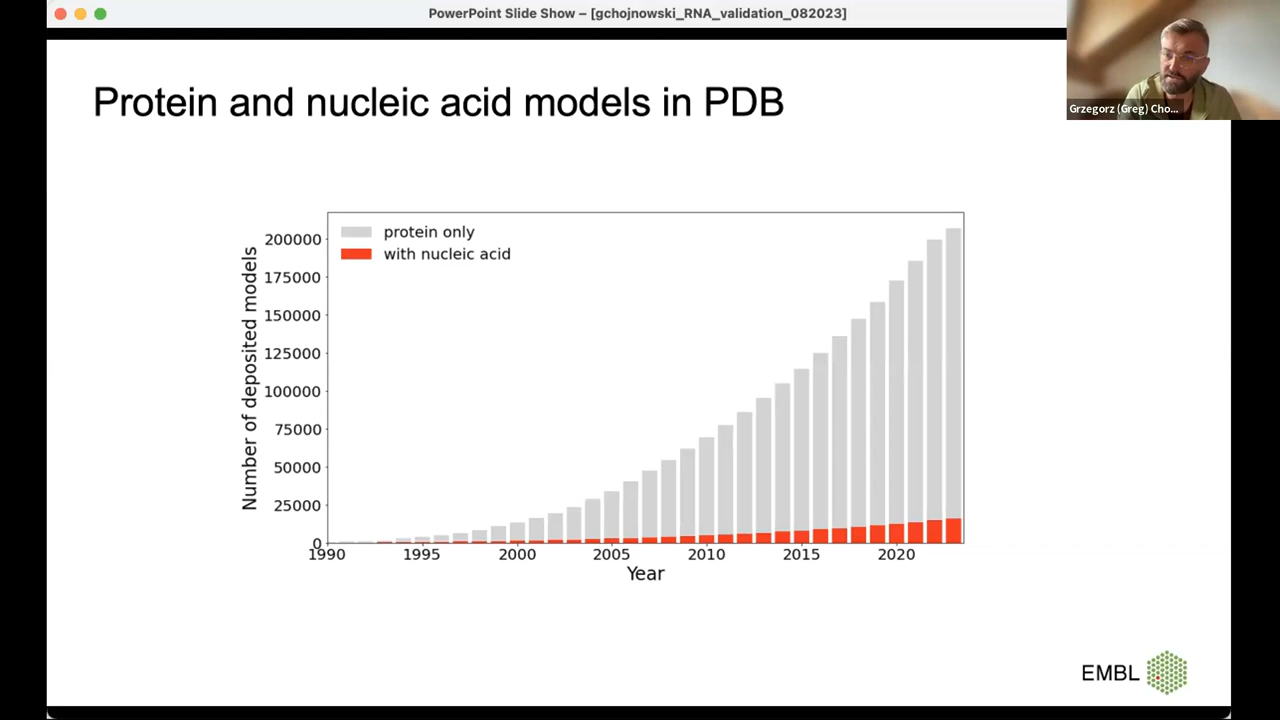 PowerPoint Slide Show – [gchojnowski_RNA_validation_082023]
Grzegorz (Greg) Cho...
Protein and nucleic acid models in PDB
protein only
with nucleic acid
Number of deposited models
200000
175000
150000
125000
100000
75000
50000
25000
0
1990 1995 2000 2005 2010 2015 2020
Year
EMBL